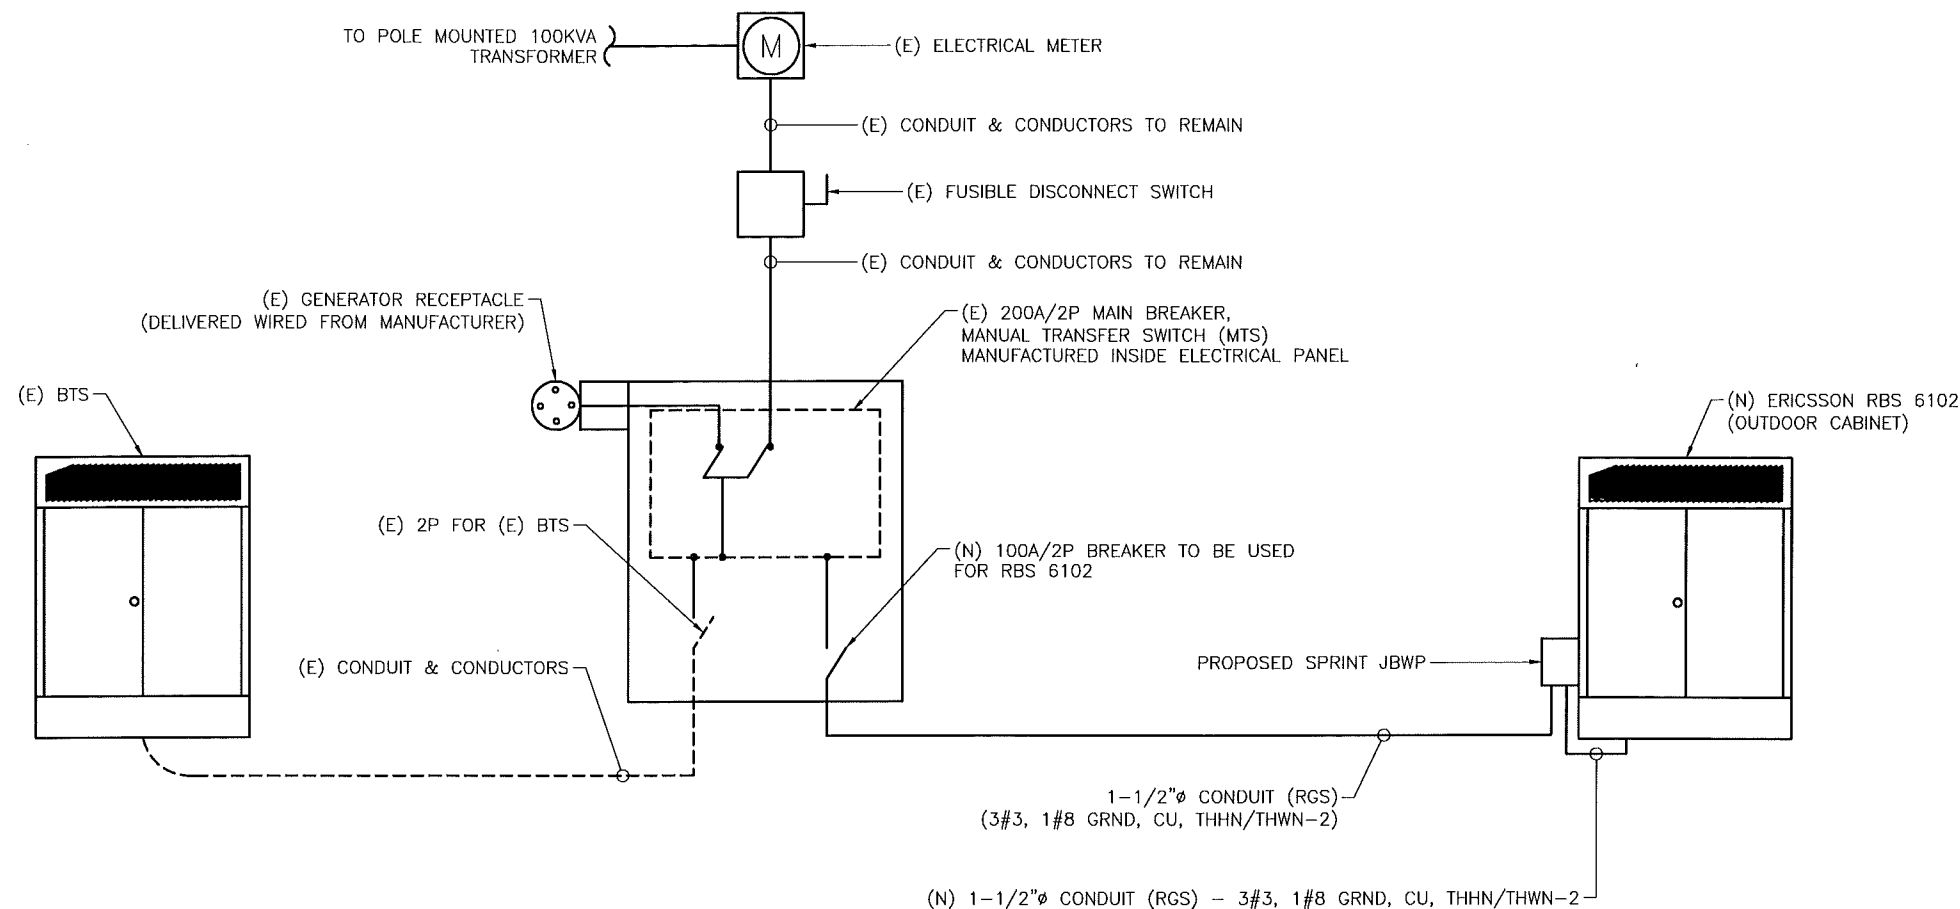 TO POLE MOUNTED 100KVA
TRANSFORMER
M
(E) ELECTRICAL METER
(E) CONDUIT & CONDUCTORS TO REMAIN
(E) FUSIBLE DISCONNECT SWITCH
(E) CONDUIT & CONDUCTORS TO REMAIN
(E) GENERATOR RECEPTACLE
(DELIVERED WIRED FROM MANUFACTURER)
(E) 200A/2P MAIN BREAKER,
MANUAL TRANSFER SWITCH (MTS)
MANUFACTURED INSIDE ELECTRICAL PANEL
(E) BTS
(N) ERICSSON RBS 6102
(OUTDOOR CABINET)
(E) 2P FOR (E) BTS
(N) 100A/2P BREAKER TO BE USED
FOR RBS 6102
(E) CONDUIT & CONDUCTORS
PROPOSED SPRINT JBWP
1-1/2"ø CONDUIT (RGS)
(3#3, 1#8 GRND, CU, THHN/THWN-2)
(N) 1-1/2"ø CONDUIT (RGS) - 3#3, 1#8 GRND, CU, THHN/THWN-2